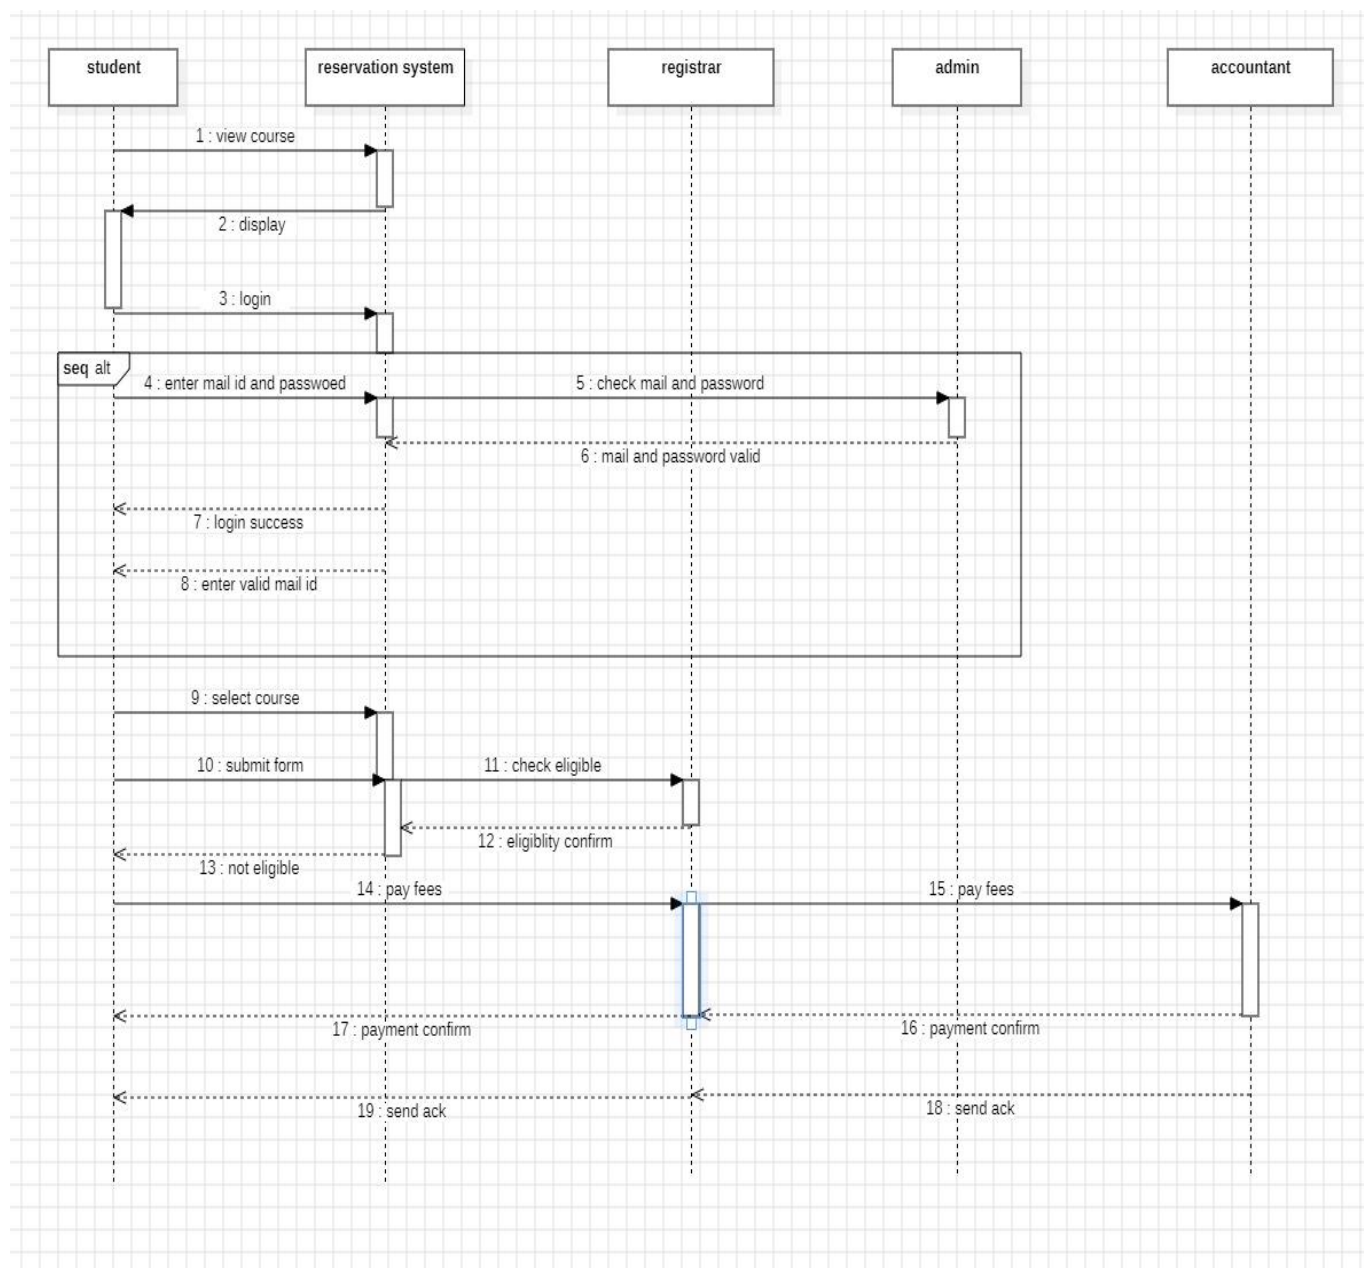 student
reservation system
registrar
admin
accountant
1 : view course
2 : display
3 : login
seq alt
4 : enter mail id and passwoed
5 : check mail and password
6 : mail and password valid
7 : login success
8 : enter valid mail id
9 : select course
10 : submit form
11 : check eligible
12 : eligiblity confirm
13 : not eligible
14 : pay fees
15 : pay fees
16 : payment confirm
17 : payment confirm
18 : send ack
19 : send ack